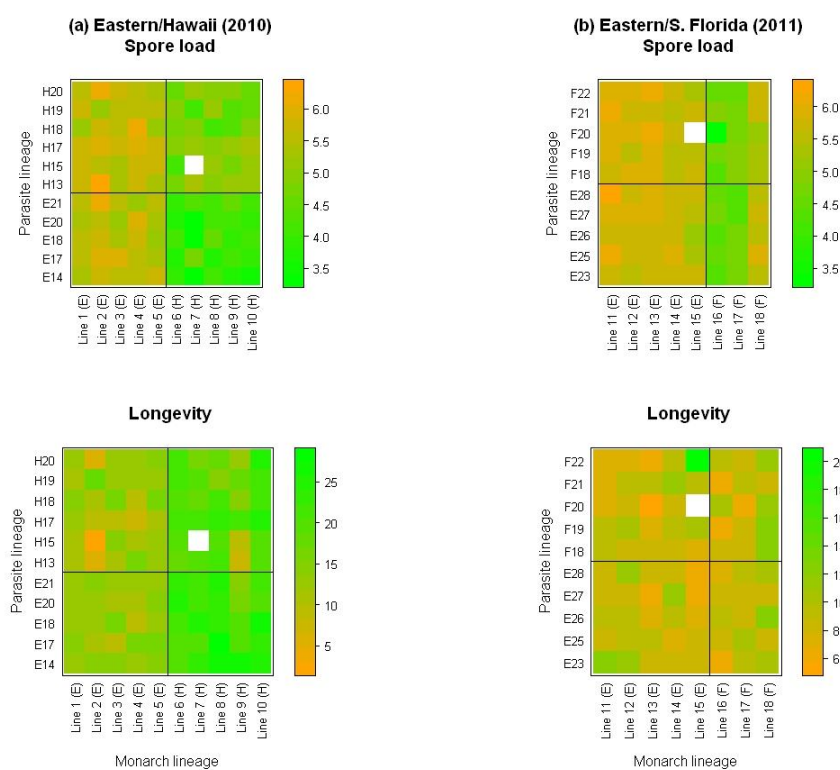 (a) Eastern/Hawaii (2010)
Spore load
Parasite lineage
H20
H19
H18
H17
H15
H13
E21
E20
E18
E17
E14
Line 1 (E)
Line 2 (E)
Line 3 (E)
Line 4 (E)
Line 5 (E)
Line 6 (H)
Line 7 (H)
Line 8 (H)
Line 9 (H)
Line 10 (H)
6.0
5.5
5.0
4.5
4.0
3.5
(b) Eastern/S. Florida (2011)
Spore load
Parasite lineage
F22
F21
F20
F19
F18
E28
E27
E26
E25
E23
Line 11 (E)
Line 12 (E)
Line 13 (E)
Line 14 (E)
Line 15 (E)
Line 16 (F)
Line 17 (F)
Line 18 (F)
6.0
5.5
5.0
4.5
4.0
3.5
Longevity
Parasite lineage
H20
H19
H18
H17
H15
H13
E21
E20
E18
E17
E14
Line 1 (E)
Line 2 (E)
Line 3 (E)
Line 4 (E)
Line 5 (E)
Line 6 (H)
Line 7 (H)
Line 8 (H)
Line 9 (H)
Line 10 (H)
Monarch lineage
25
20
15
10
5
Longevity
Parasite lineage
F22
F21
F20
F19
F18
E28
E27
E26
E25
E23
Line 11 (E)
Line 12 (E)
Line 13 (E)
Line 14 (E)
Line 15 (E)
Line 16 (F)
Line 17 (F)
Line 18 (F)
Monarch lineage
8
6